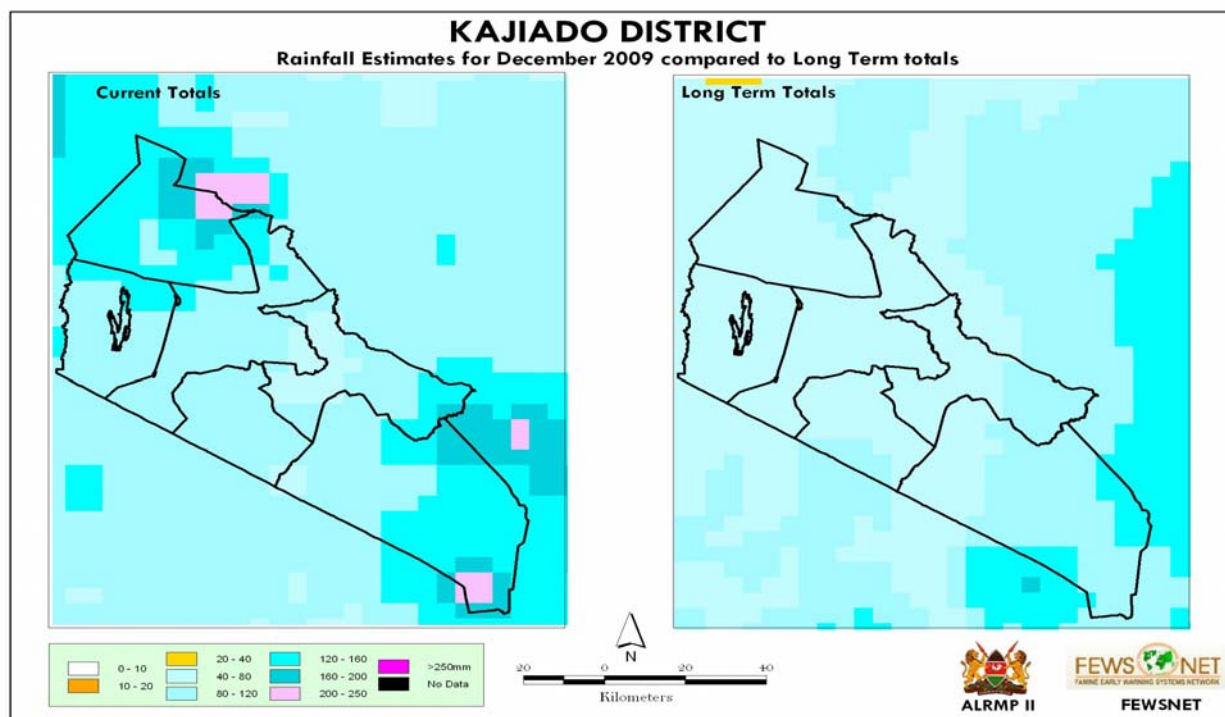 KAJIADO DISTRICT
Rainfall Estimates for December 2009 compared to Long Term totals
Current Totals
Long Term Totals
0 - 10
10 - 20
20 - 40
40 - 80
80 - 120
120 - 160
160 - 200
200 - 250
>250mm
No Data
N
20 0 20 40
Kilometers
ALRMP II
FEWS NET
FAMINE EARLY WARNING SYSTEMS NETWORK
FEWSNET